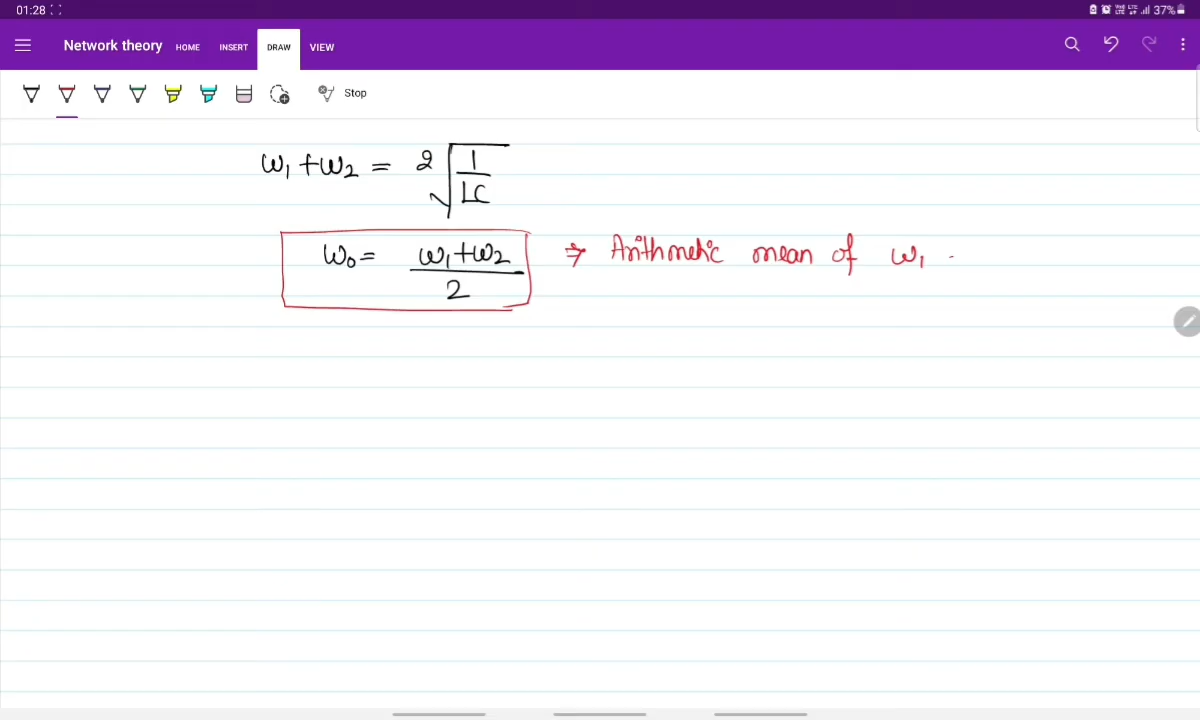 01:28 37%
Network theory HOME INSERT DRAW VIEW
Stop
ω₁ + ω₂ = 2 √(1/LC)
ω₀ = (ω₁ + ω₂)/2 ⇒ Arithmetic mean of ω₁